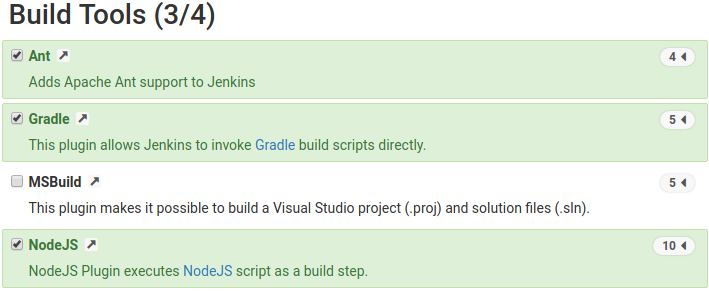 Build Tools (3/4)
Ant 4
Adds Apache Ant support to Jenkins
Gradle 5
This plugin allows Jenkins to invoke Gradle build scripts directly.
MSBuild 5
This plugin makes it possible to build a Visual Studio project (.proj) and solution files (.sln).
NodeJS 10
NodeJS Plugin executes NodeJS script as a build step.